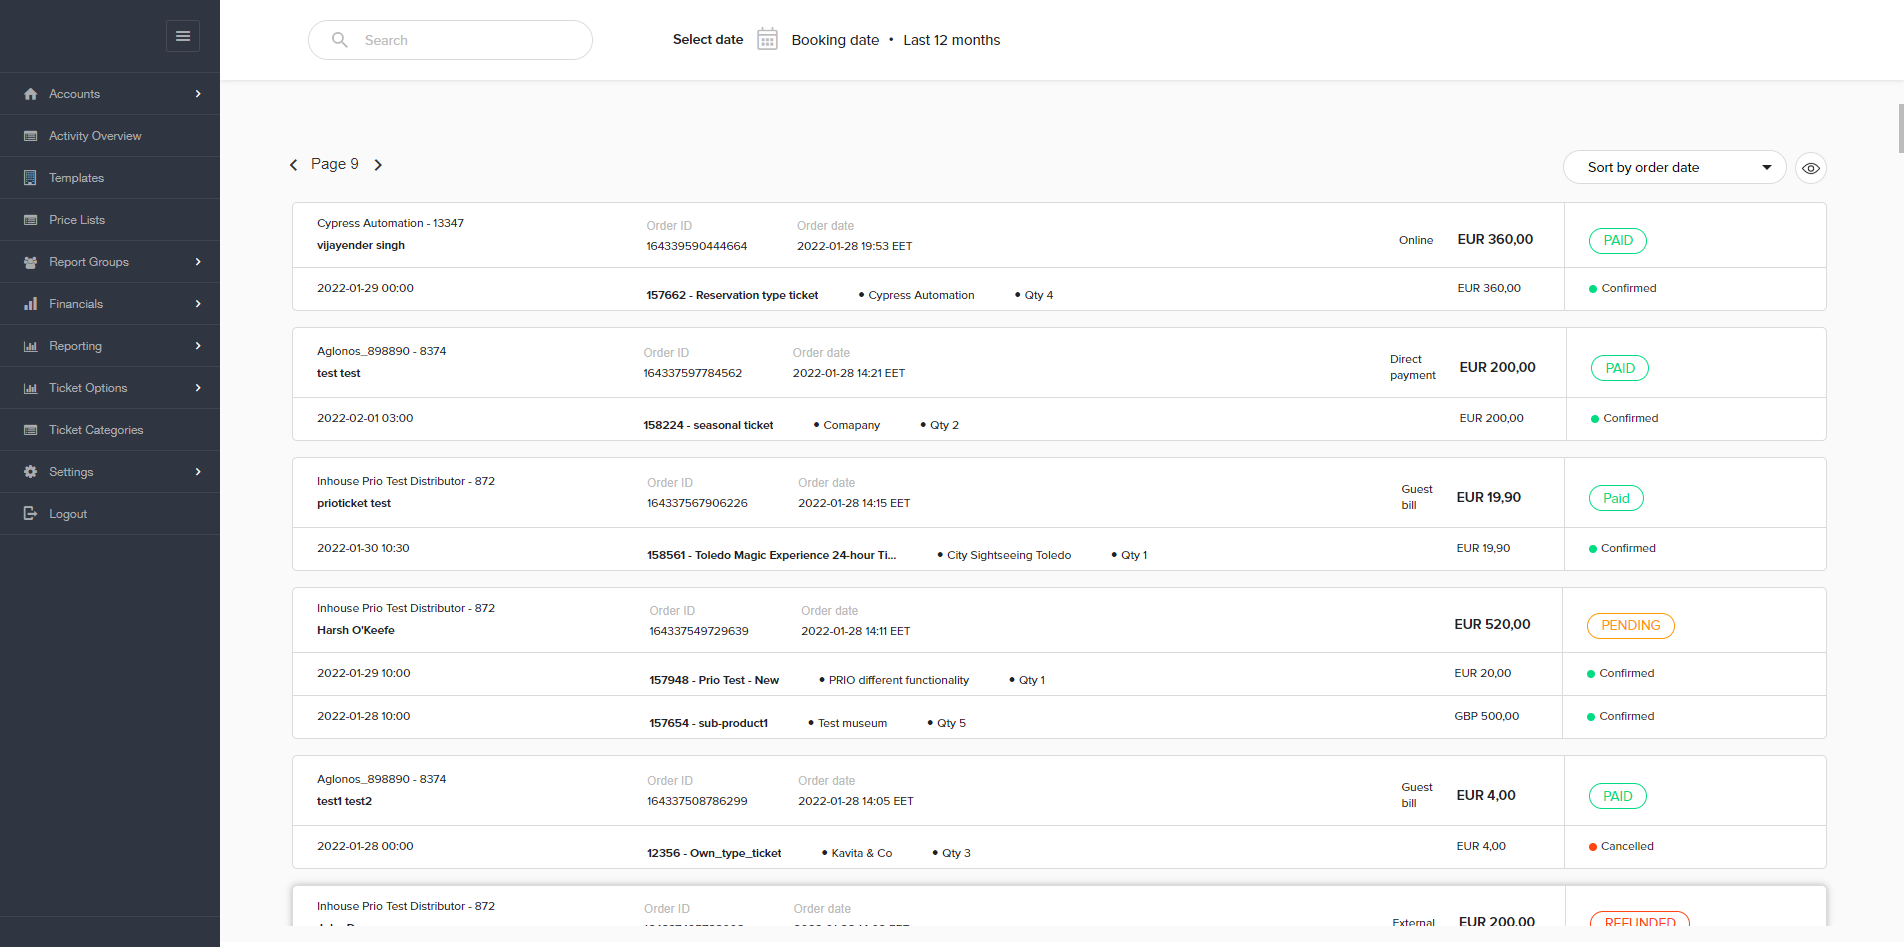 Search
Select date
Booking date • Last 12 months
Accounts
Activity Overview
Templates
Price Lists
Report Groups
Financials
Reporting
Ticket Options
Ticket Categories
Settings
Logout
Page 9
Sort by order date
Cypress Automation - 13347
vijayender singh
Order ID
164339590444664
Order date
2022-01-28 19:53 EET
Online
EUR 360,00
PAID
2022-01-29 00:00
157662 - Reservation type ticket • Cypress Automation • Qty 4
EUR 360,00
Confirmed
Aglonos_898890 - 8374
test test
Order ID
164337597784562
Order date
2022-01-28 14:21 EET
Direct
payment
EUR 200,00
PAID
2022-02-01 03:00
158224 - seasonal ticket • Comapany • Qty 2
EUR 200,00
Confirmed
Inhouse Prio Test Distributor - 872
prioticket test
Order ID
164337567906226
Order date
2022-01-28 14:15 EET
Guest
bill
EUR 19,90
Paid
2022-01-30 10:30
158561 - Toledo Magic Experience 24-hour Ti... • City Sightseeing Toledo • Qty 1
EUR 19,90
Confirmed
Inhouse Prio Test Distributor - 872
Harsh O'Keefe
Order ID
164337549729639
Order date
2022-01-28 14:11 EET
EUR 520,00
PENDING
2022-01-29 10:00
157948 - Prio Test - New • PRIO different functionality • Qty 1
EUR 20,00
Confirmed
2022-01-28 10:00
157654 - sub-product1 • Test museum • Qty 5
GBP 500,00
Confirmed
Aglonos_898890 - 8374
test1 test2
Order ID
164337508786299
Order date
2022-01-28 14:05 EET
Guest
bill
EUR 4,00
PAID
2022-01-28 00:00
12356 - Own_type_ticket • Kavita & Co • Qty 3
EUR 4,00
Cancelled
Inhouse Prio Test Distributor - 872
Order ID
Order date
External
EUR 200,00
REFUNDED